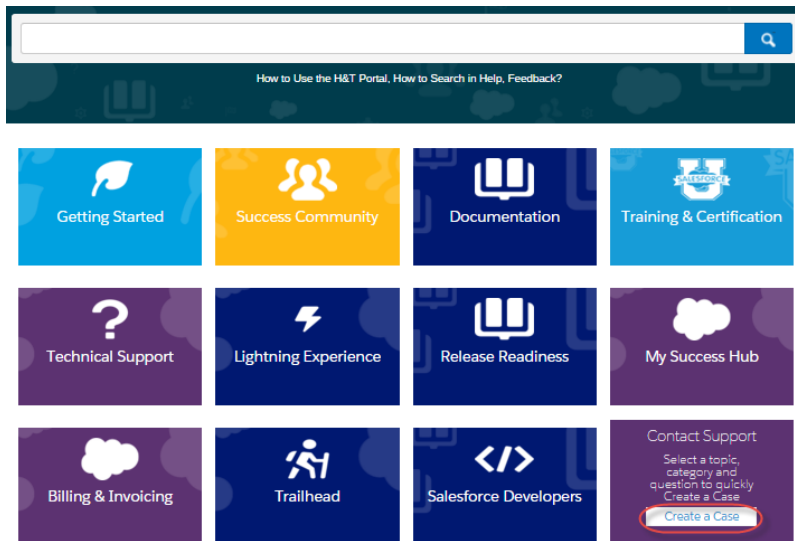 How to Use the H&T Portal, How to Search in Help, Feedback?
Getting Started
Success Community
Documentation
SALESFORCE
Training & Certification
Technical Support
Lightning Experience
Release Readiness
My Success Hub
Billing & Invoicing
Trailhead
</>
Salesforce Developers
Contact Support
Select a topic,
category and
question to quickly
Create a Case
Create a Case